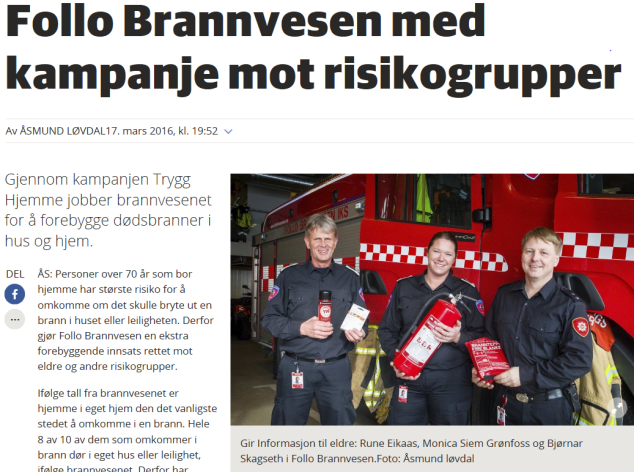 Follo Brannvesen med
kampanje mot risikogrupper
Av ÅSMUND LØVDAL17. mars 2016, kl. 19:52
Gjennom kampanjen Trygg
Hjemme jobber brannvesenet
for å forebygge dødsbranner i
hus og hjem.
DEL
ÅS: Personer over 70 år som bor
hjemme har største risiko for å
omkomme om det skulle bryte ut en
brann i huset eller leiligheten. Derfor
gjør Follo Brannvesen en ekstra
forebyggende innsats rettet mot
eldre og andre risikogrupper.
Ifølge tall fra brannvesenet er
hjemme i eget hjem den det vanligste
stedet å omkomme i en brann. Hele
8 av 10 av dem som omkommer i
brann dør i eget hus eller leilighet,
ifølge brannvesenet. Derfor har
FOLLO BRANNVESEN IKS
Gir Informasjon til eldre: Rune Eikaas, Monica Siem Grønfoss og Bjørnar
Skagseth i Follo Brannvesen.Foto: Åsmund løvdal